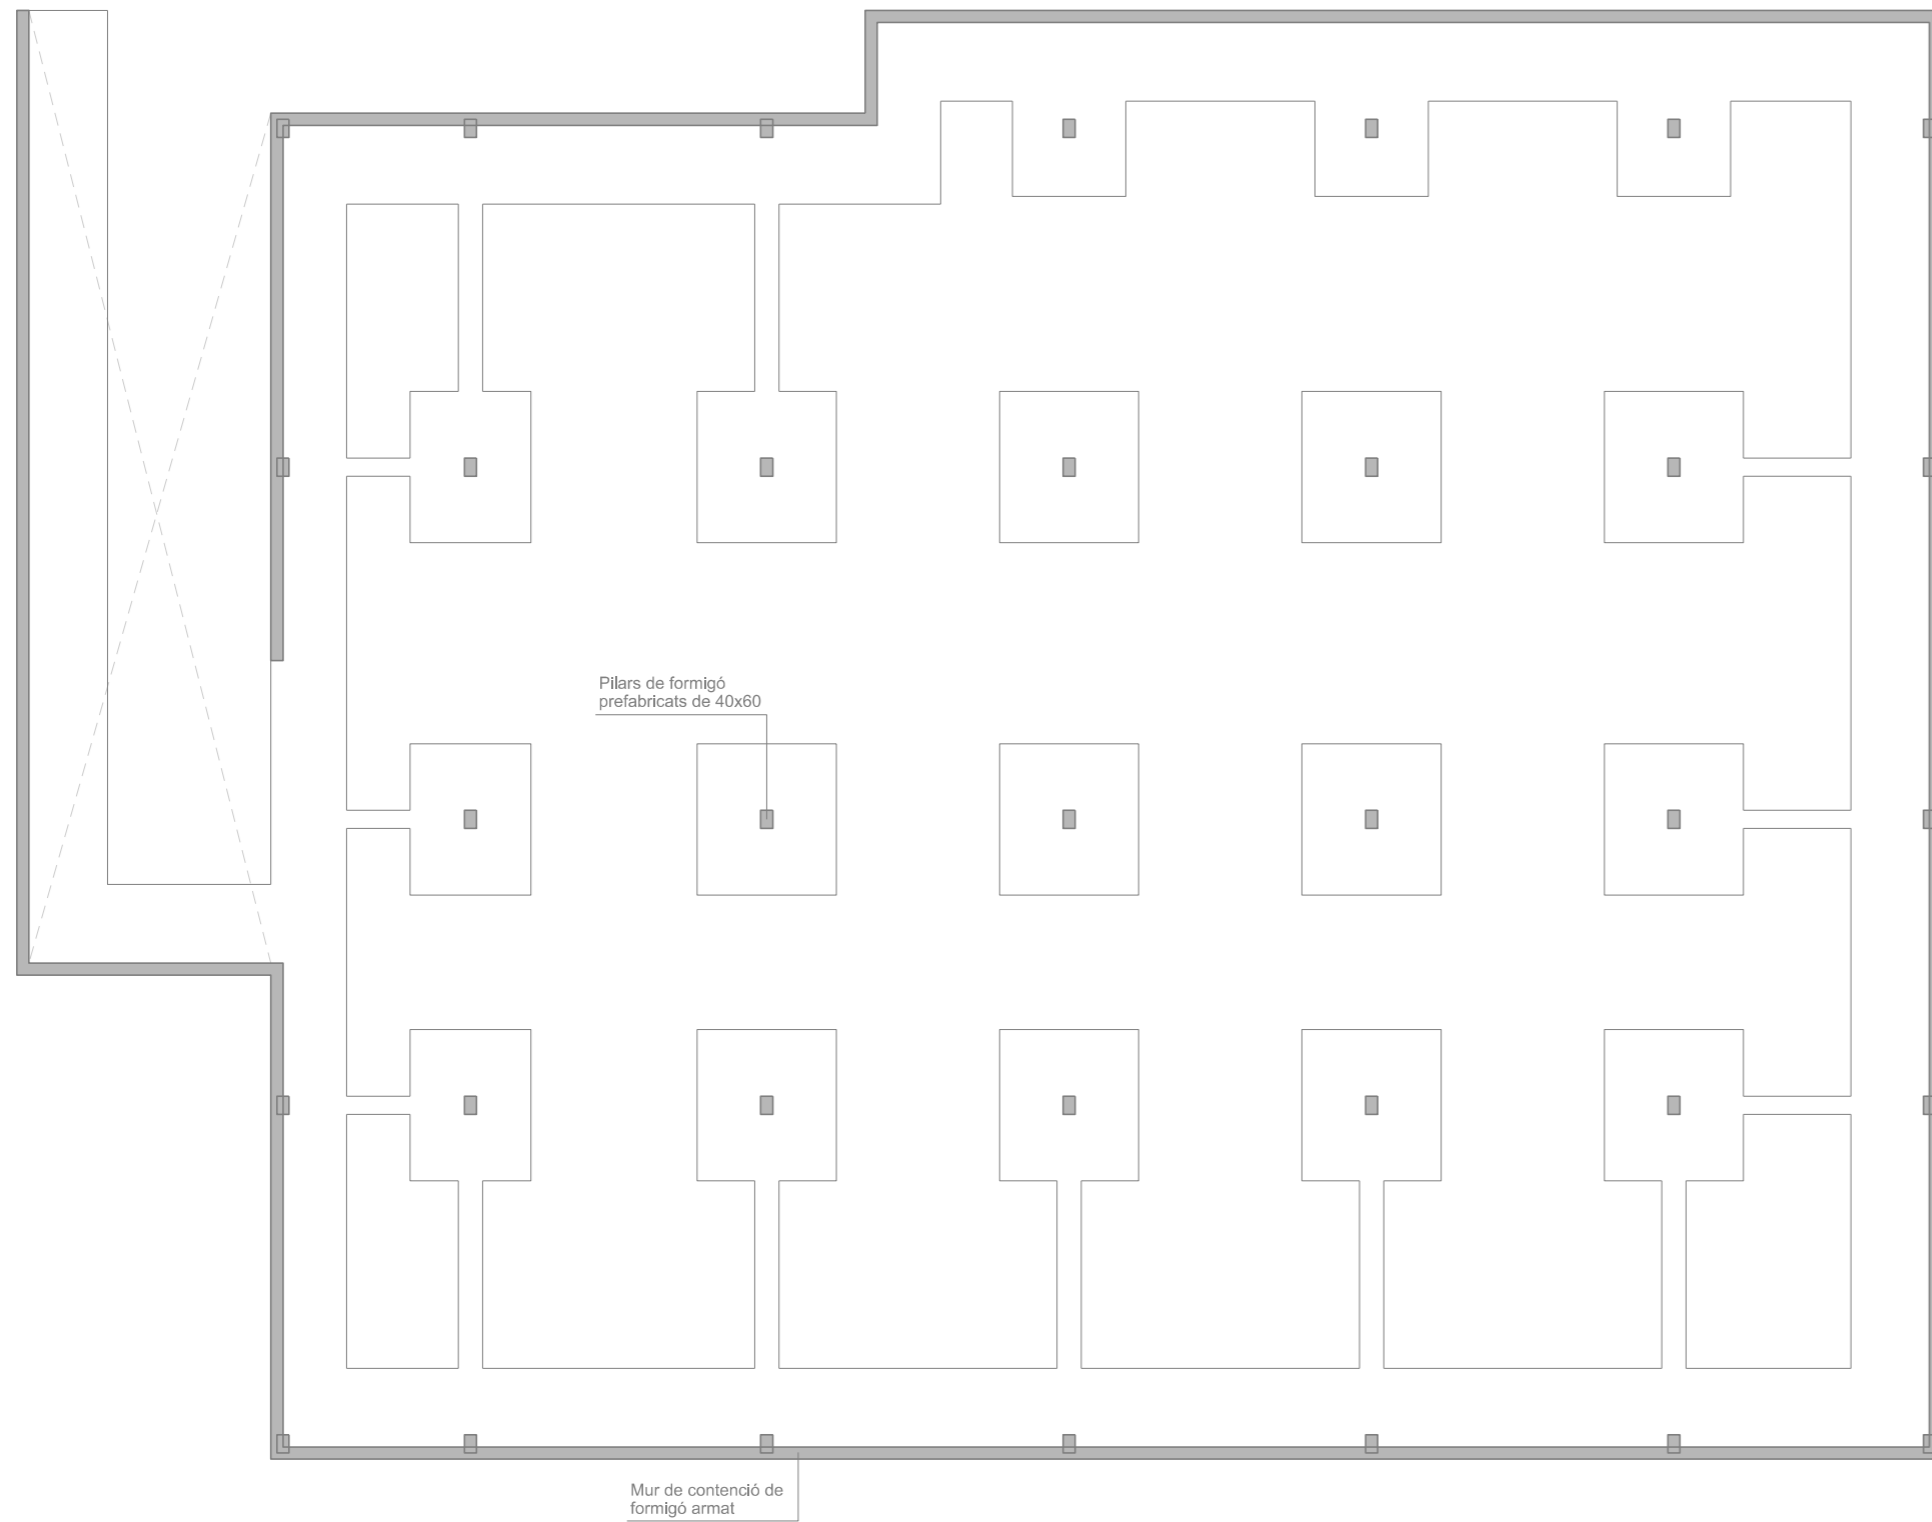 Pilars de formigó
prefabricats de 40x60
Mur de contenció de
formigó armat